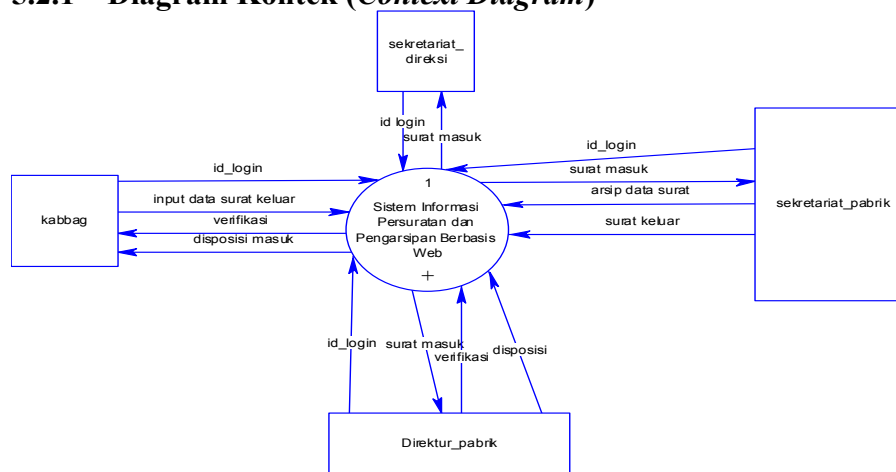 3.2.1 Diagram Kontek (Context Diagram)
sekretariat_
direksi
id login
surat masuk
id_login
surat masuk
arsip data surat
surat keluar
sekretariat_pabrik
id_login
input data surat keluar
verifikasi
disposisi masuk
kabbag
1
Sistem Informasi
Persuratan dan
Pengarsipan Berbasis
Web
+
id_login
surat masuk
verifikasi
disposisi
Direktur_pabrik